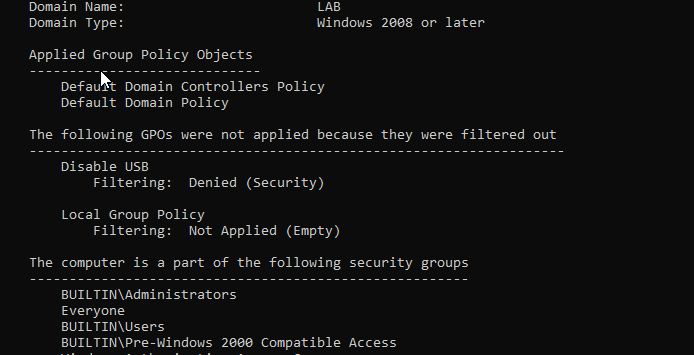 Domain Name: LAB
Domain Type: Windows 2008 or later
Applied Group Policy Objects
-----------------------------
Default Domain Controllers Policy
Default Domain Policy
The following GPOs were not applied because they were filtered out
-------------------------------------------------------------------
Disable USB
Filtering: Denied (Security)
Local Group Policy
Filtering: Not Applied (Empty)
The computer is a part of the following security groups
-------------------------------------------------------
BUILTIN\Administrators
Everyone
BUILTIN\Users
BUILTIN\Pre-Windows 2000 Compatible Access